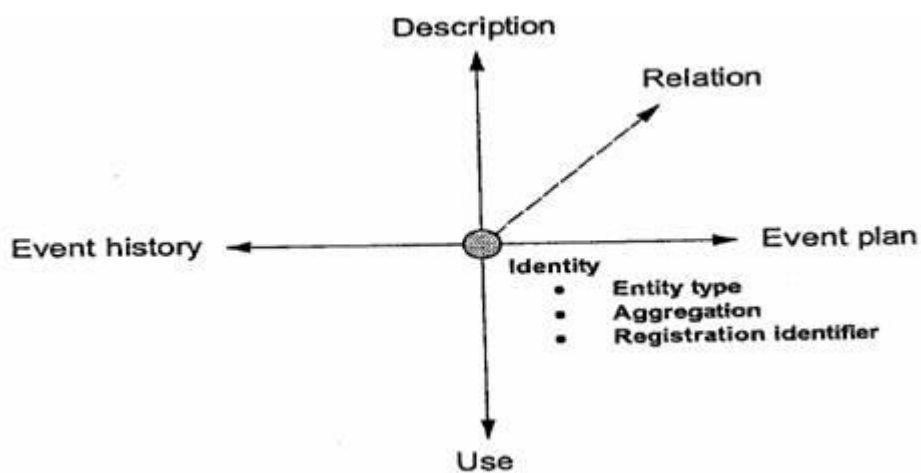 Description
Relation
Event history
Event plan
Identity
• Entity type
• Aggregation
• Registration identifier
Use